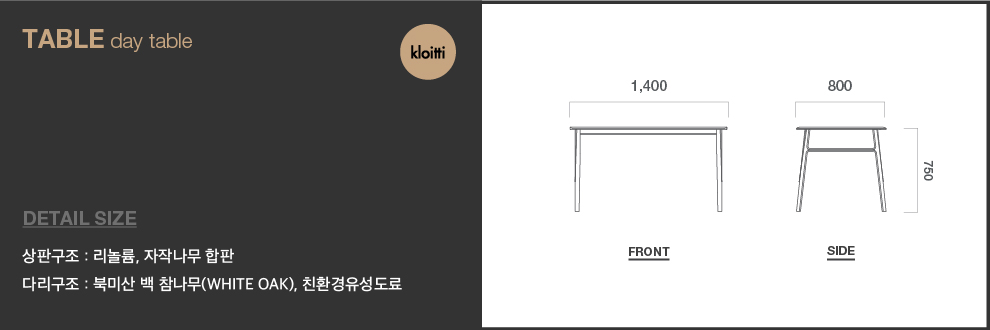 TABLE day table
kloitti
DETAIL SIZE
상판구조 : 리놀륨, 자작나무 합판
다리구조 : 북미산 백 참나무(WHITE OAK), 친환경유성도료
1,400
800
750
FRONT
SIDE